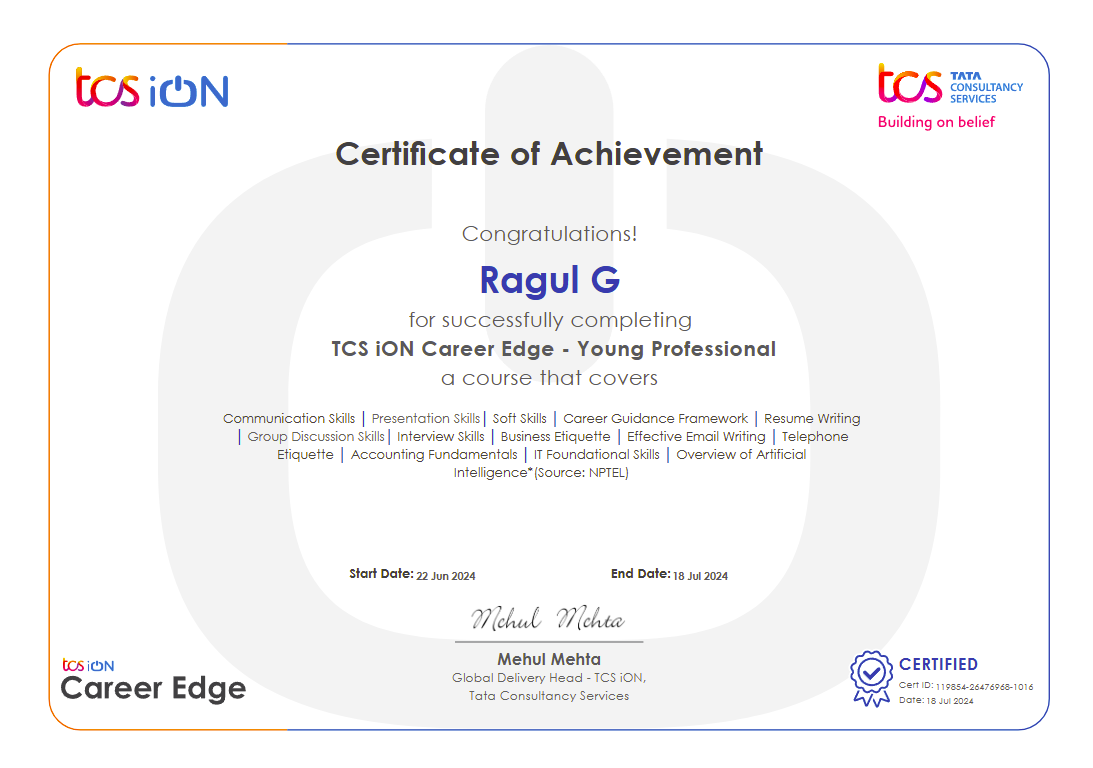 tcs iON
tcs TATA
CONSULTANCY
SERVICES
Building on belief
Certificate of Achievement
Congratulations!
Ragul G
for successfully completing
TCS iON Career Edge - Young Professional
a course that covers
Communication Skills | Presentation Skills | Soft Skills | Career Guidance Framework | Resume Writing
| Group Discussion Skills | Interview Skills | Business Etiquette | Effective Email Writing | Telephone
Etiquette | Accounting Fundamentals | IT Foundational Skills | Overview of Artificial
Intelligence*(Source: NPTEL)
Start Date: 22 Jun 2024 End Date: 18 Jul 2024
Mehul Mehta
Mehul Mehta
Global Delivery Head - TCS iON,
Tata Consultancy Services
tcs iON
Career Edge
CERTIFIED
Cert ID: 119854-26476968-1016
Date: 18 Jul 2024